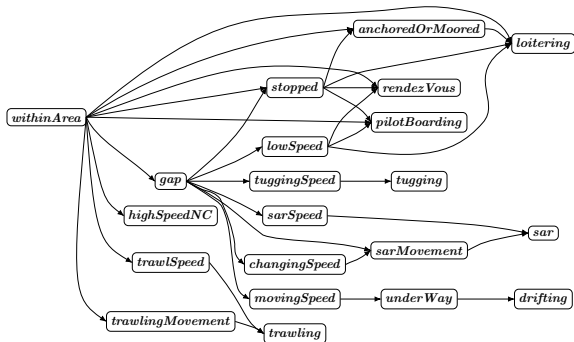 anchoredOrMoored
loitering
stopped
rendezVous
withinArea
pilotBoarding
lowSpeed
gap
tuggingSpeed
tugging
highSpeedNC
sarSpeed
sar
sarMovement
trawlSpeed
changingSpeed
movingSpeed
underWay
drifting
trawlingMovement
trawling